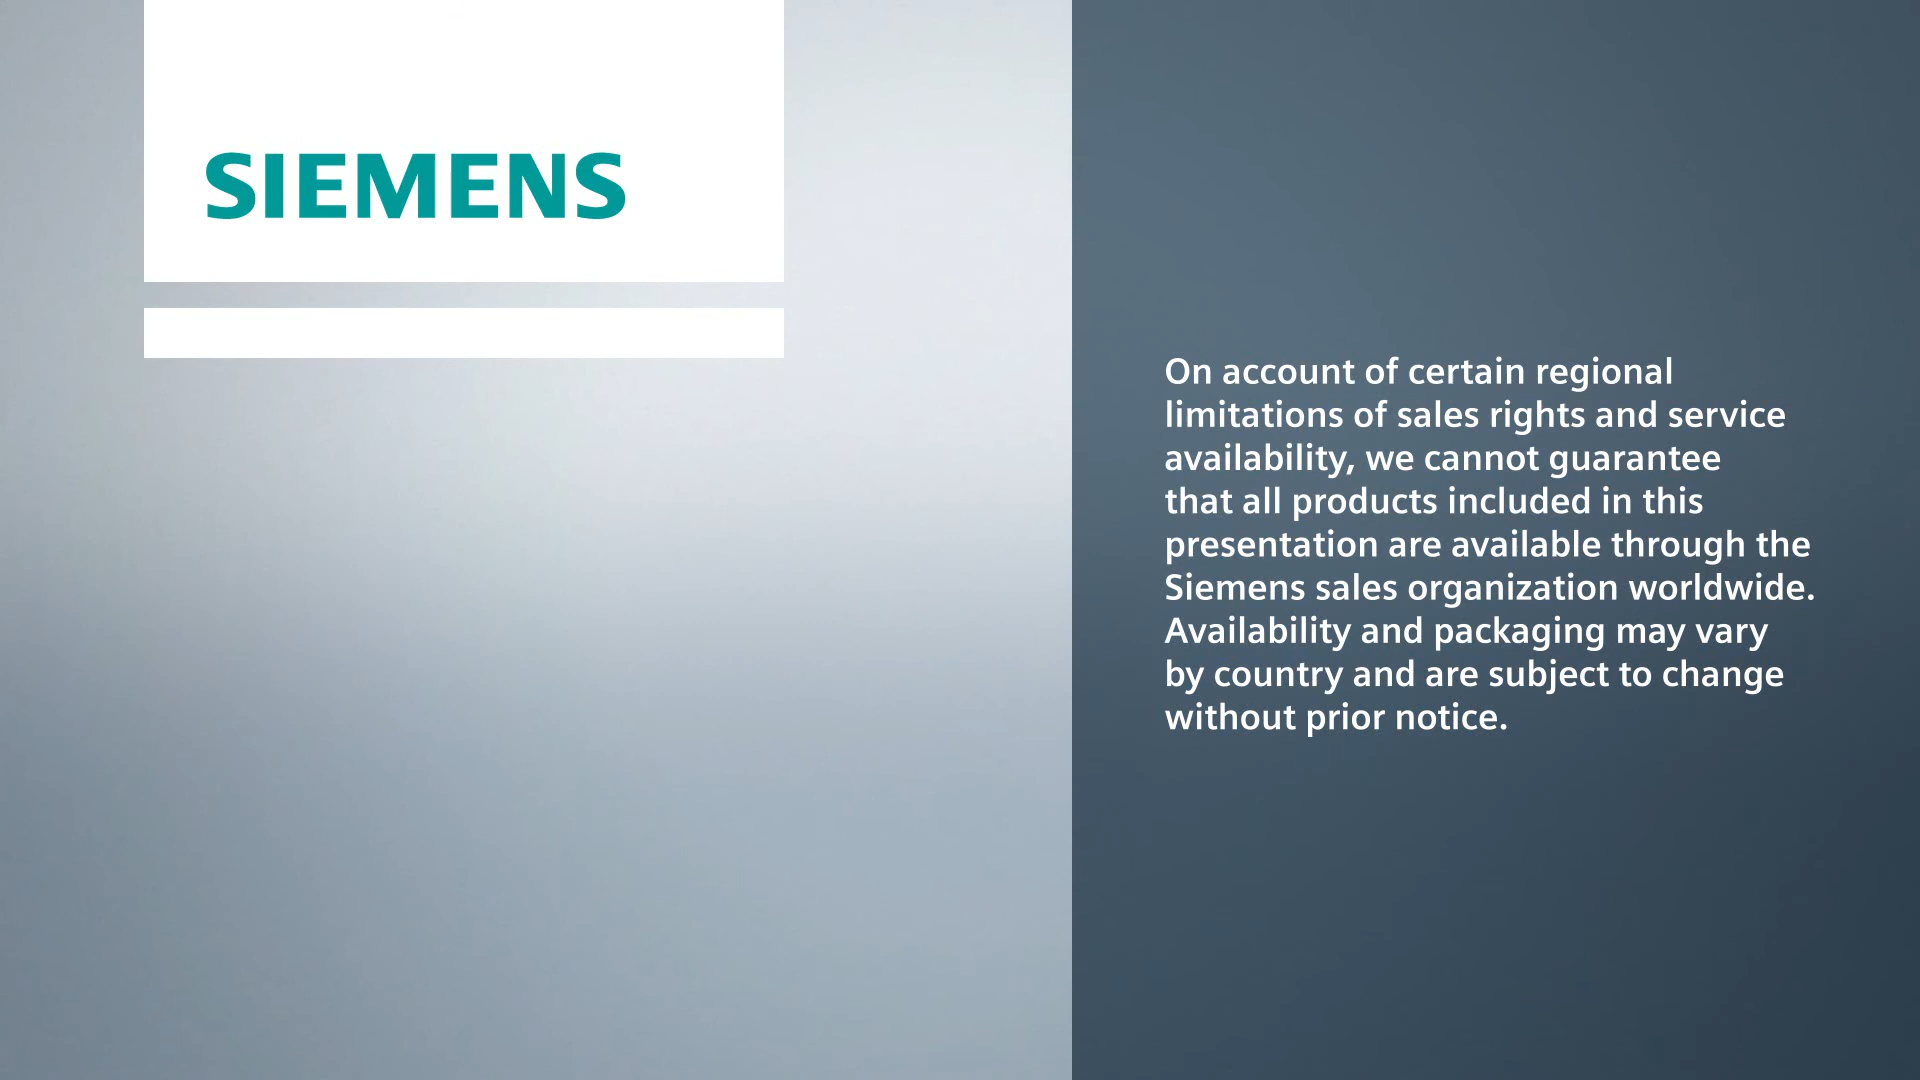 SIEMENS
On account of certain regional
limitations of sales rights and service
availability, we cannot guarantee
that all products included in this
presentation are available through the
Siemens sales organization worldwide.
Availability and packaging may vary
by country and are subject to change
without prior notice.